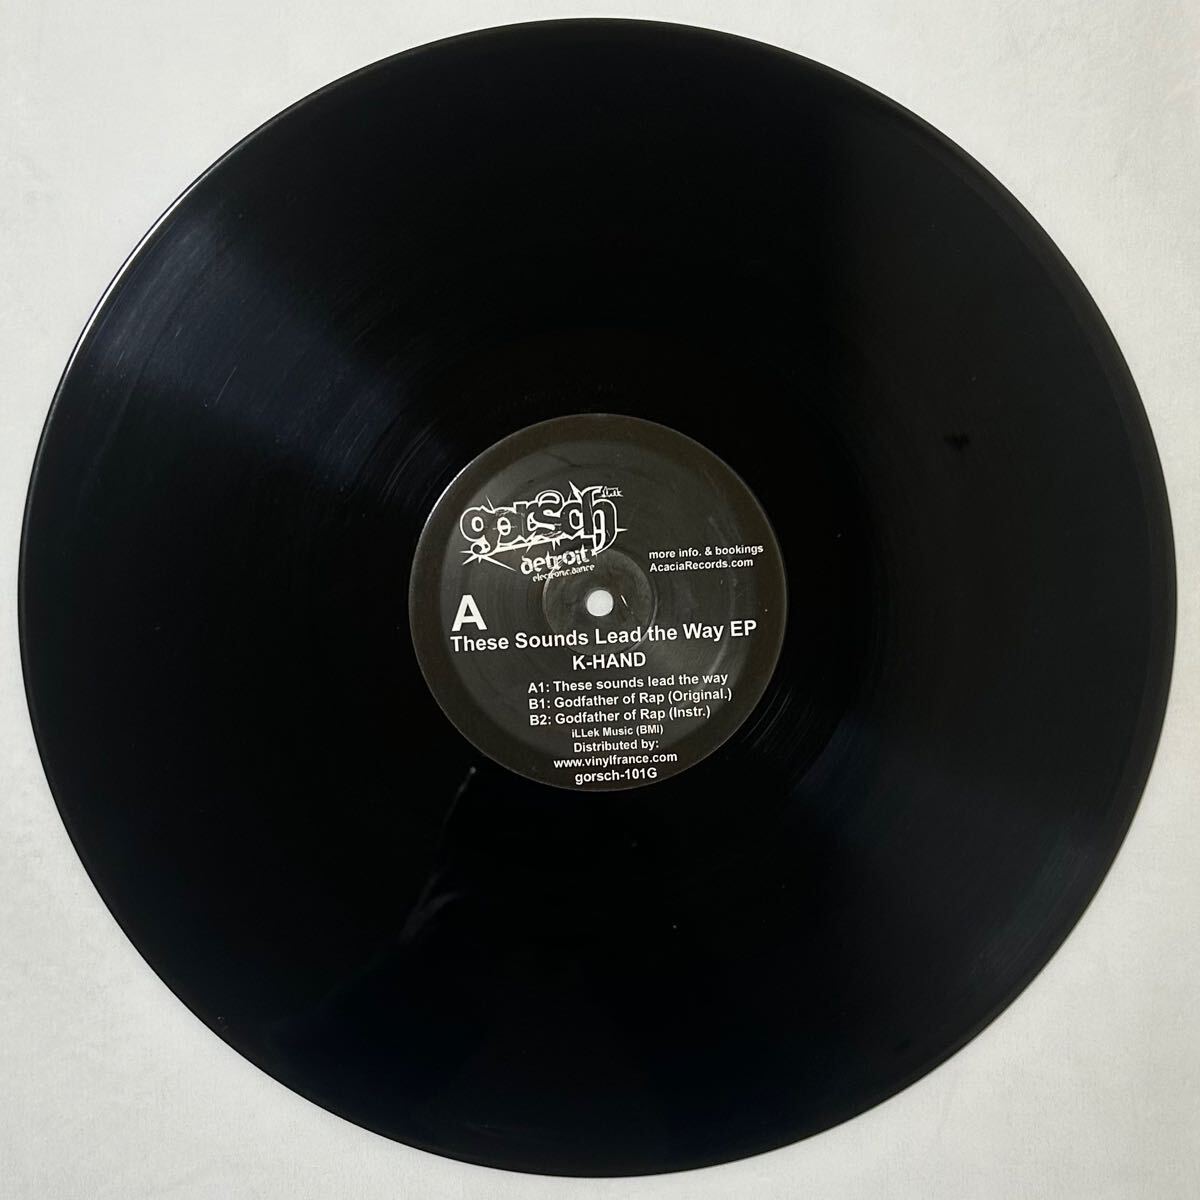 gorsch
iLLek
detroit
electronic.dance
more info. & bookings
AcaciaRecords.com
A
These Sounds Lead the Way EP
K-HAND
A1: These sounds lead the way
B1: Godfather of Rap (Original.)
B2: Godfather of Rap (Instr.)
iLLek Music (BMI)
Distributed by:
www.vinylfrance.com
gorsch-101G